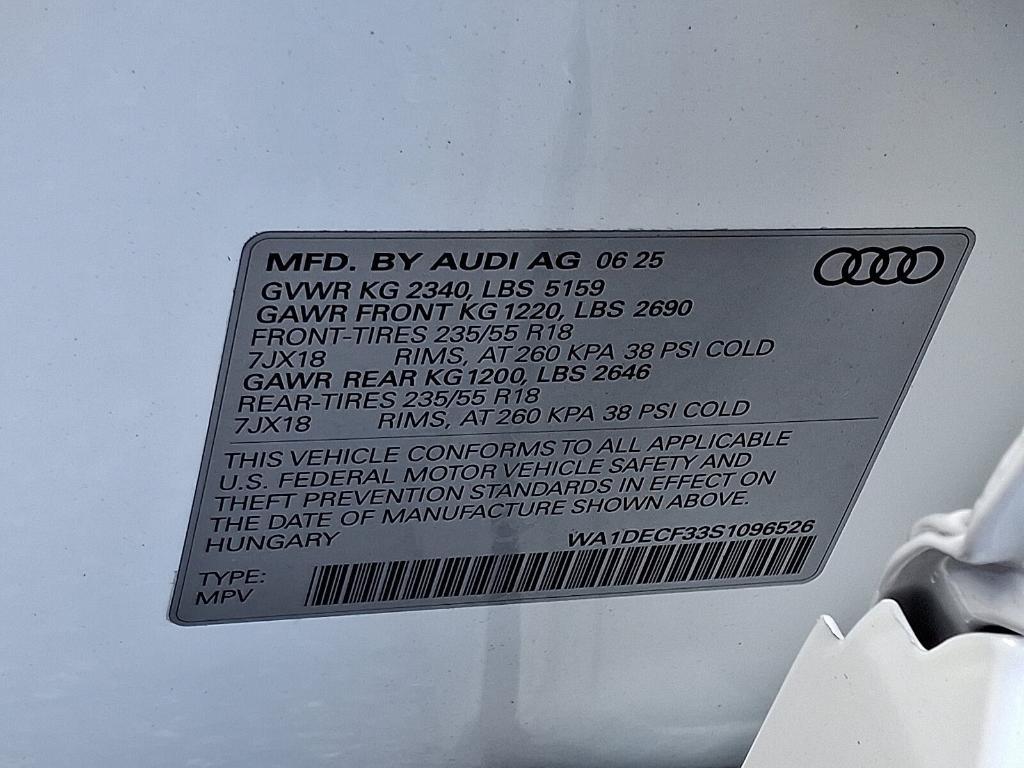 MFD. BY AUDI AG 06 25
GVWR KG 2340, LBS 5159
GAWR FRONT KG 1220, LBS 2690
FRONT-TIRES 235/55 R18
7JX18 RIMS, AT 260 KPA 38 PSI COLD
GAWR REAR KG 1200, LBS 2646
REAR-TIRES 235/55 R18
7JX18 RIMS, AT 260 KPA 38 PSI COLD
THIS VEHICLE CONFORMS TO ALL APPLICABLE
U.S. FEDERAL MOTOR VEHICLE SAFETY AND
THEFT PREVENTION STANDARDS IN EFFECT ON
THE DATE OF MANUFACTURE SHOWN ABOVE.
HUNGARY WA1DECF33S1096526
TYPE:
MPV